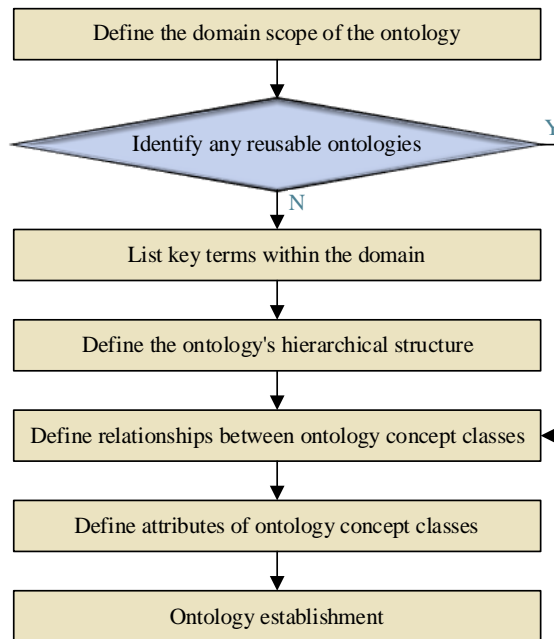 Define the domain scope of the ontology
Identify any reusable ontologies
Y
N
List key terms within the domain
Define the ontology's hierarchical structure
Define relationships between ontology concept classes
Define attributes of ontology concept classes
Ontology establishment